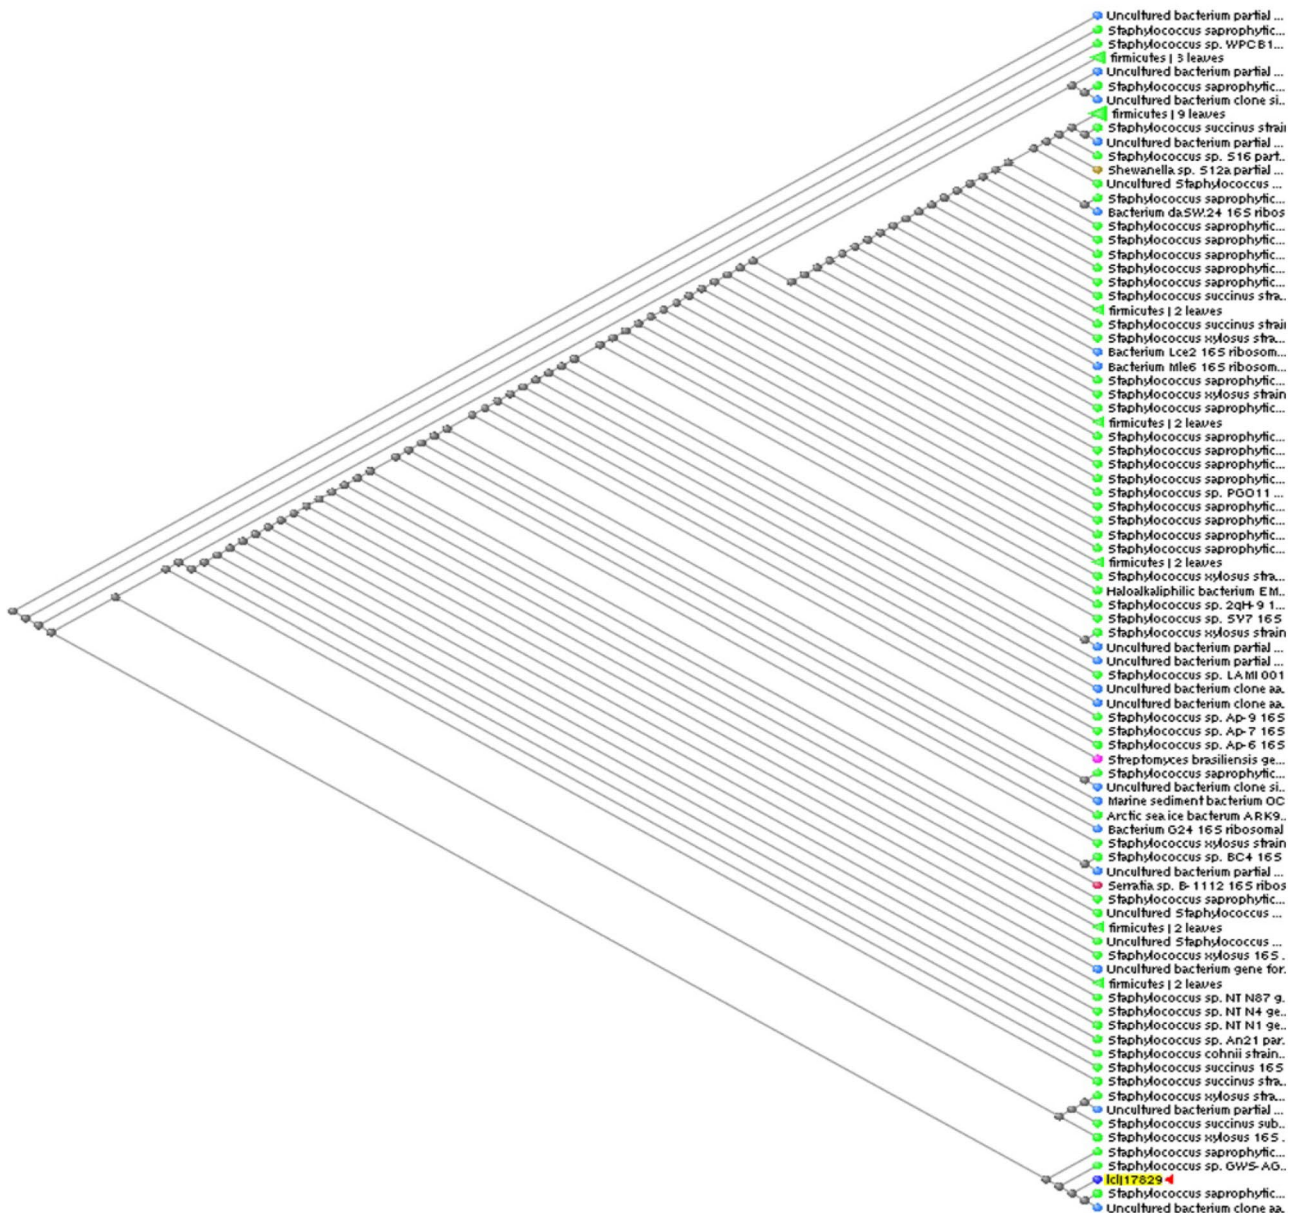 Uncultured bacterium partial ...
Staphylococcus saprophytic...
Staphylococcus sp. WPCB1...
firmicutes | 3 leaves
Uncultured bacterium partial ...
Staphylococcus saprophytic...
Uncultured bacterium clone si..
firmicutes | 9 leaves
Staphylococcus succinus strai
Uncultured bacterium partial ...
Staphylococcus sp. S16 part..
Shewanella sp. S12a partial ...
Uncultured Staphylococcus ...
Staphylococcus saprophytic...
Bacterium daSW.24 16S ribos
Staphylococcus saprophytic...
Staphylococcus saprophytic...
Staphylococcus saprophytic...
Staphylococcus saprophytic...
Staphylococcus saprophytic...
Staphylococcus succinus stra..
firmicutes | 2 leaves
Staphylococcus succinus strai
Staphylococcus xylosus stra...
Bacterium Lce2 16S ribosom...
Bacterium Mle6 16S ribosom...
Staphylococcus saprophytic...
Staphylococcus xylosus strain
Staphylococcus saprophytic...
firmicutes | 2 leaves
Staphylococcus saprophytic...
Staphylococcus saprophytic...
Staphylococcus saprophytic...
Staphylococcus saprophytic...
Staphylococcus sp. PGO11 ...
Staphylococcus saprophytic...
Staphylococcus saprophytic...
Staphylococcus saprophytic...
Staphylococcus saprophytic...
firmicutes | 2 leaves
Staphylococcus xylosus stra...
Haloalkaliphilic bacterium EM..
Staphylococcus sp. 2qH-9 1...
Staphylococcus sp. SV7 16S
Staphylococcus xylosus strain
Uncultured bacterium partial ...
Uncultured bacterium partial ...
Staphylococcus sp. LAMI 001
Uncultured bacterium clone aa.
Uncultured bacterium clone aa.
Staphylococcus sp. Ap-9 16S
Staphylococcus sp. Ap-7 16S
Staphylococcus sp. Ap-6 16S
Streptomyces brasiliensis ge...
Staphylococcus saprophytic...
Uncultured bacterium clone si...
Marine sediment bacterium OC
Arctic sea ice bacterum ARK9..
Bacterium G24 16S ribosomal
Staphylococcus xylosus strain
Staphylococcus sp. BC4 16S
Uncultured bacterium partial ...
Serratia sp. B-1112 16S ribos
Staphylococcus saprophytic...
Uncultured Staphylococcus ...
firmicutes | 2 leaves
Uncultured Staphylococcus ...
Staphylococcus xylosus 16S .
Uncultured bacterium gene for.
firmicutes | 2 leaves
Staphylococcus sp. NT N87 g.
Staphylococcus sp. NT N4 ge..
Staphylococcus sp. NT N1 ge..
Staphylococcus sp. An21 par.
Staphylococcus cohnii strain..
Staphylococcus succinus 16S
Staphylococcus succinus stra..
Staphylococcus xylosus stra...
Uncultured bacterium partial ...
Staphylococcus succinus sub..
Staphylococcus xylosus 16S .
Staphylococcus saprophytic...
Staphylococcus sp. GWS-AG..
lcl|17829
Staphylococcus saprophytic...
Uncultured bacterium clone aa.